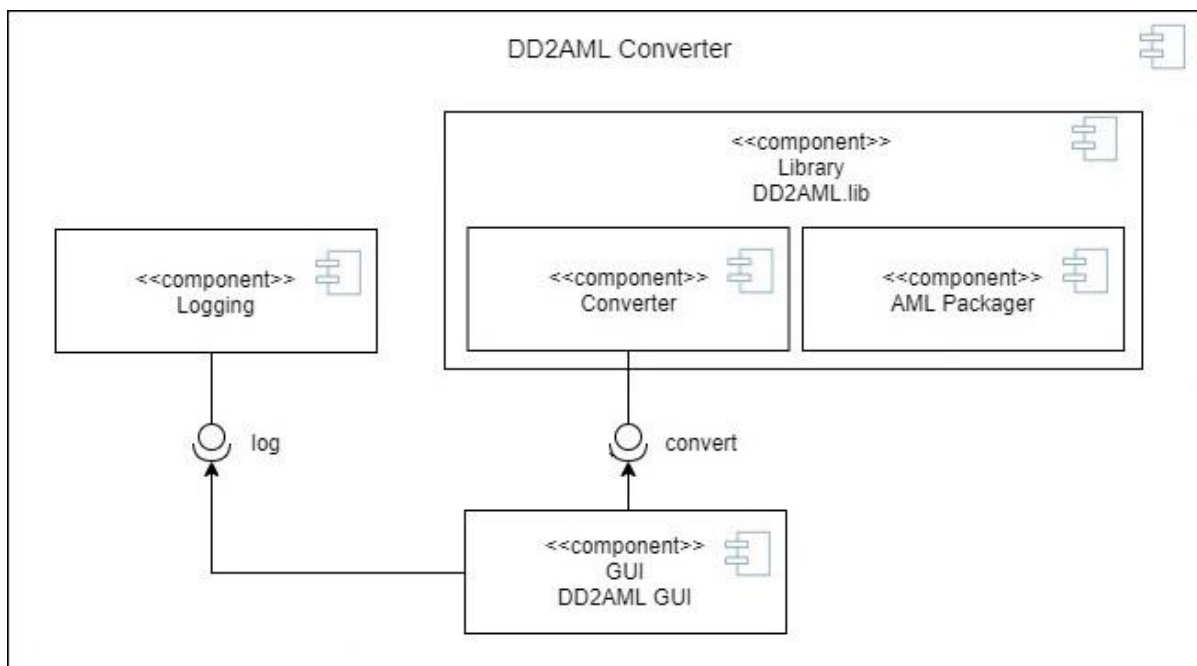 DD2AML Converter
<<component>>
Library
DD2AML.lib
<<component>>
Logging
<<component>>
Converter
<<component>>
AML Packager
log
convert
<<component>>
GUI
DD2AML GUI